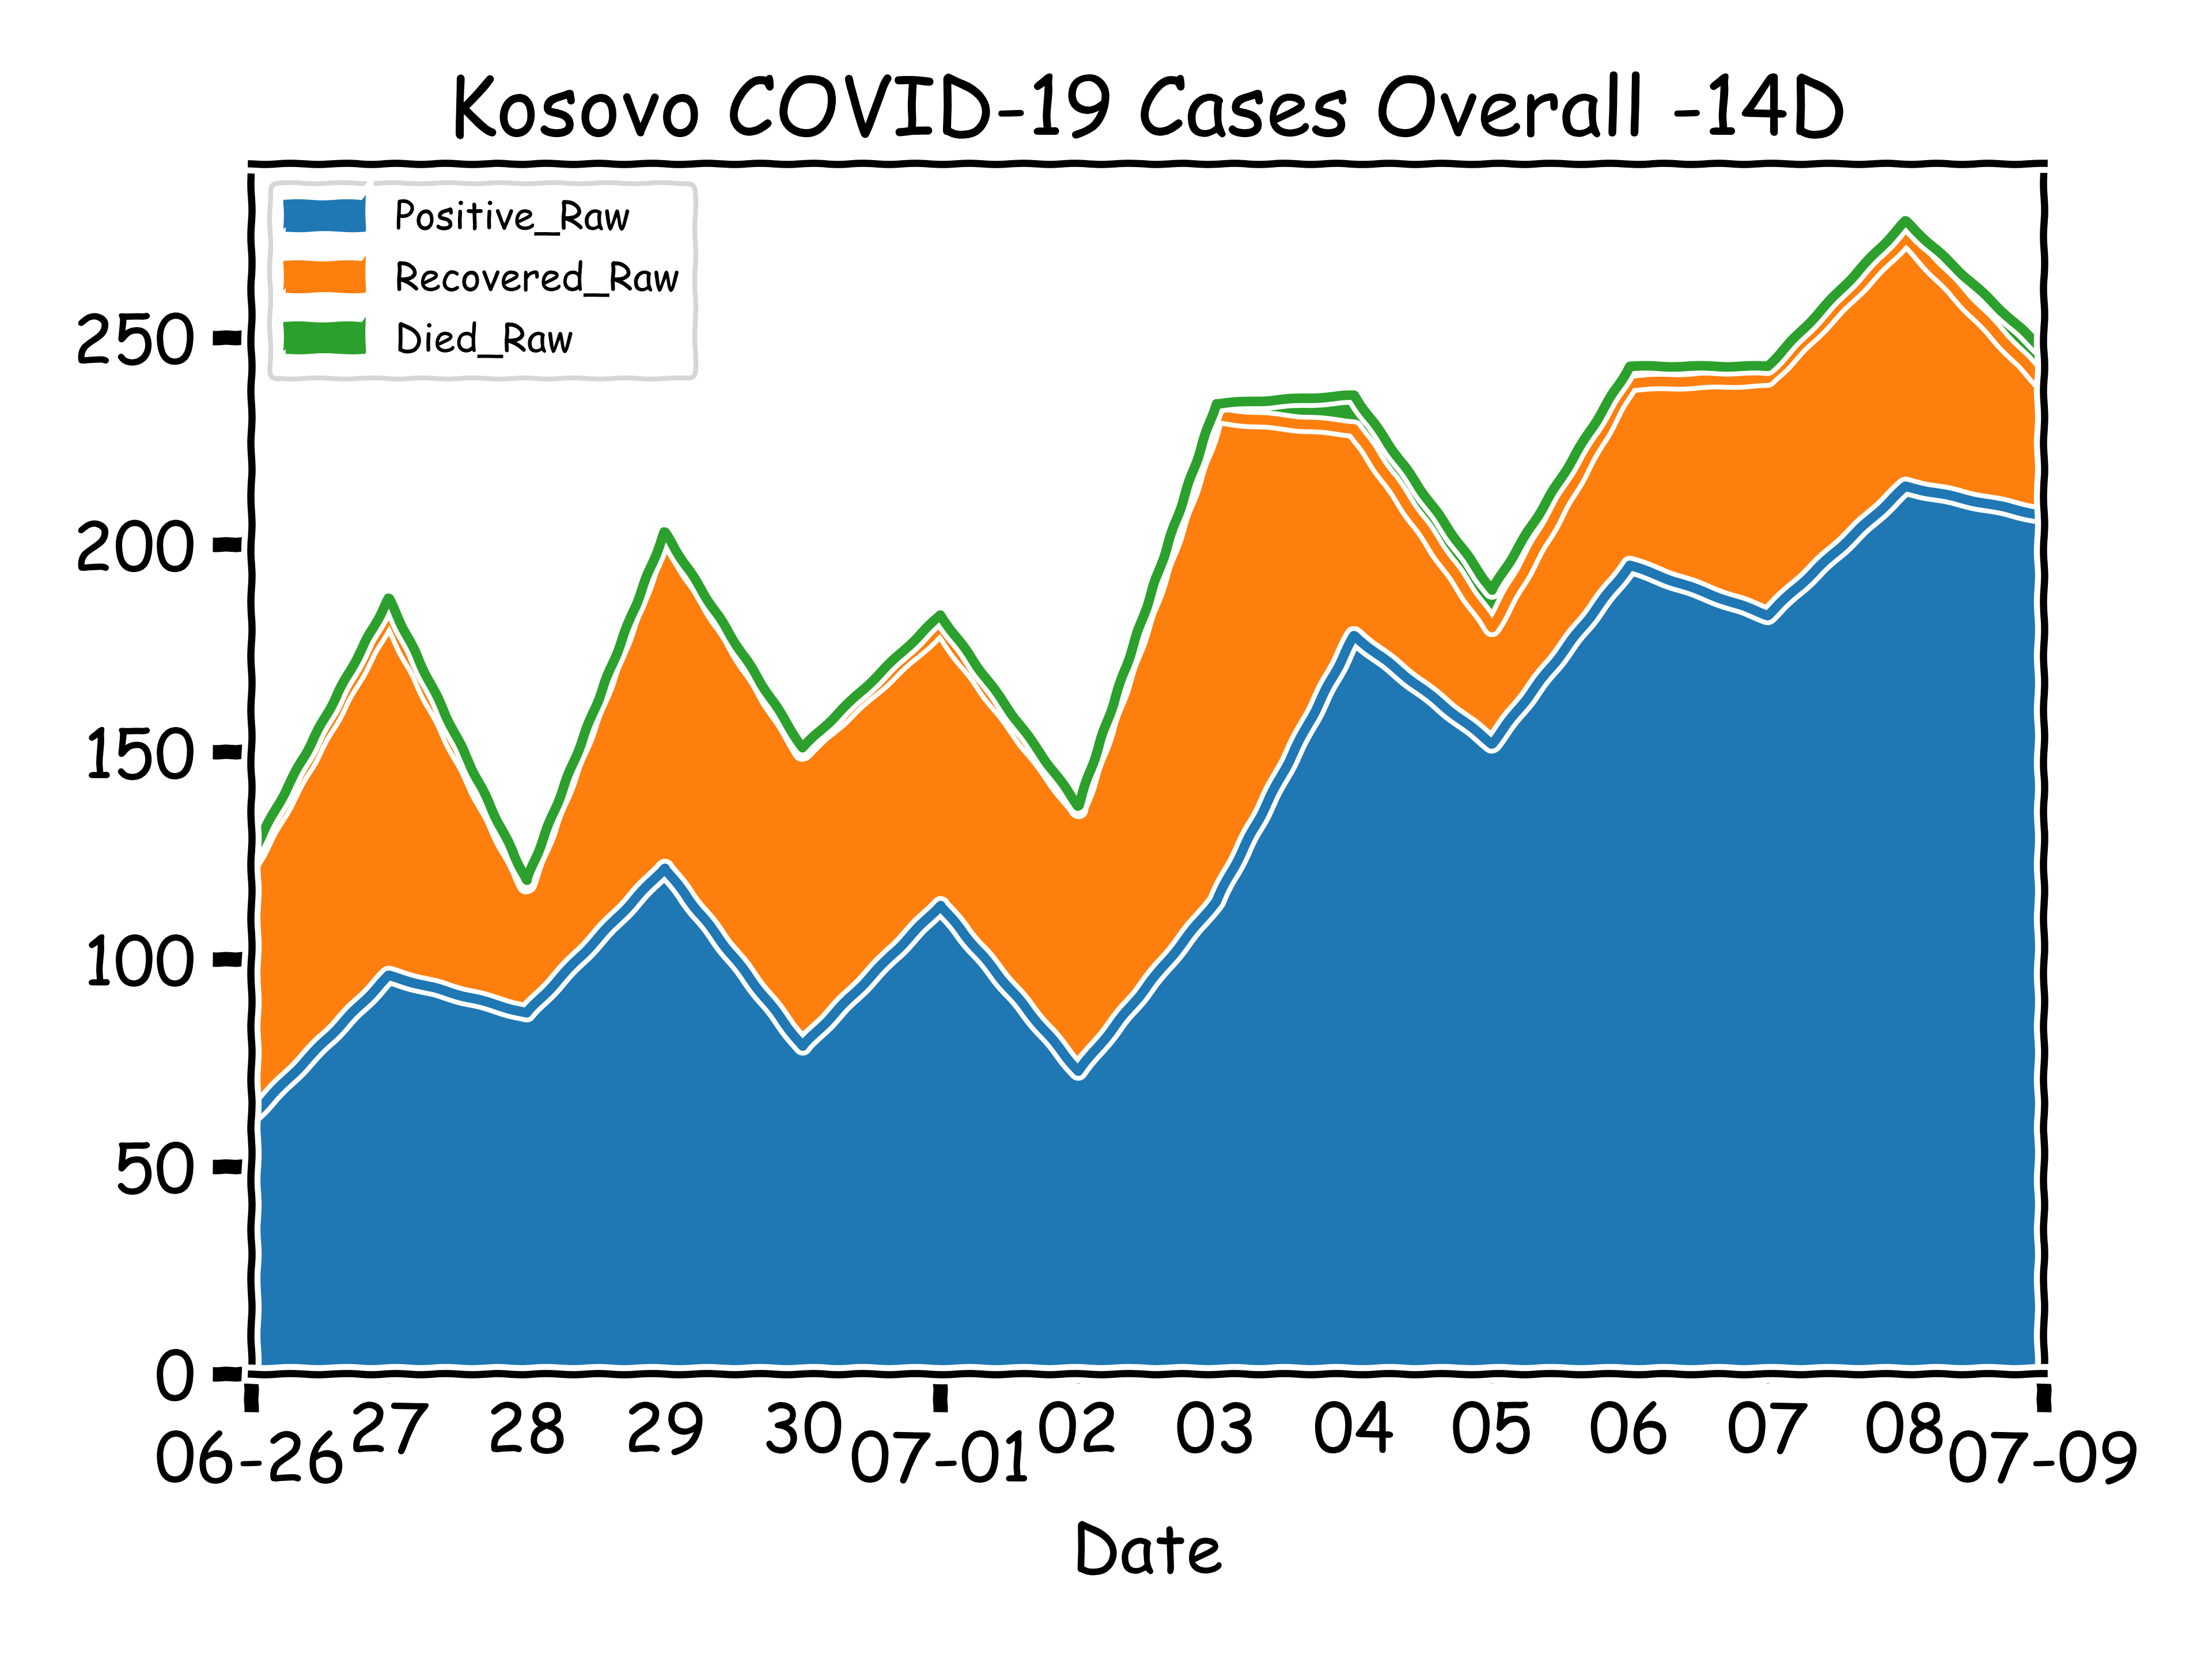 Kosovo COVID-19 Cases Overall -14D
Positive_Raw
Recovered_Raw
Died_Raw
250
200
150
100
50
0
06-26 27 28 29 30 07-01 02 03 04 05 06 07 08 07-09
Date